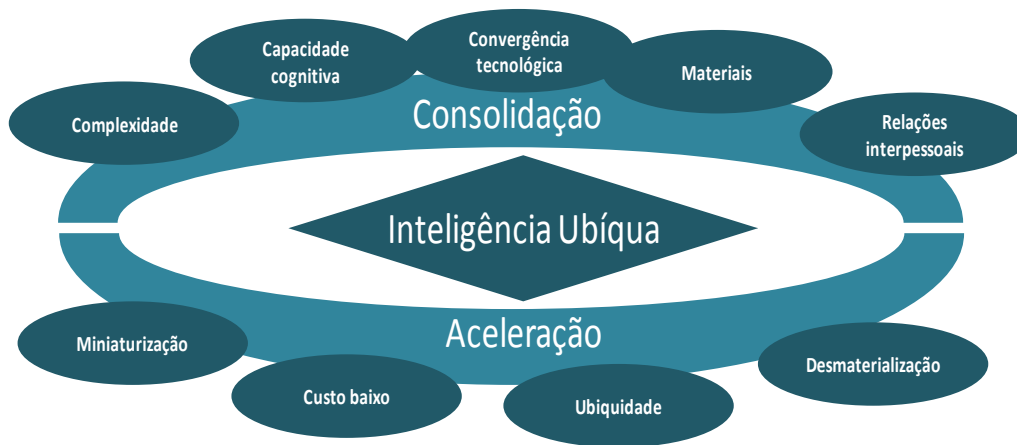 Convergência
tecnológica
Capacidade
cognitiva
Materiais
Complexidade
Consolidação
Relações
interpessoais
Inteligência Ubíqua
Aceleração
Miniaturização
Desmaterialização
Custo baixo
Ubiquidade